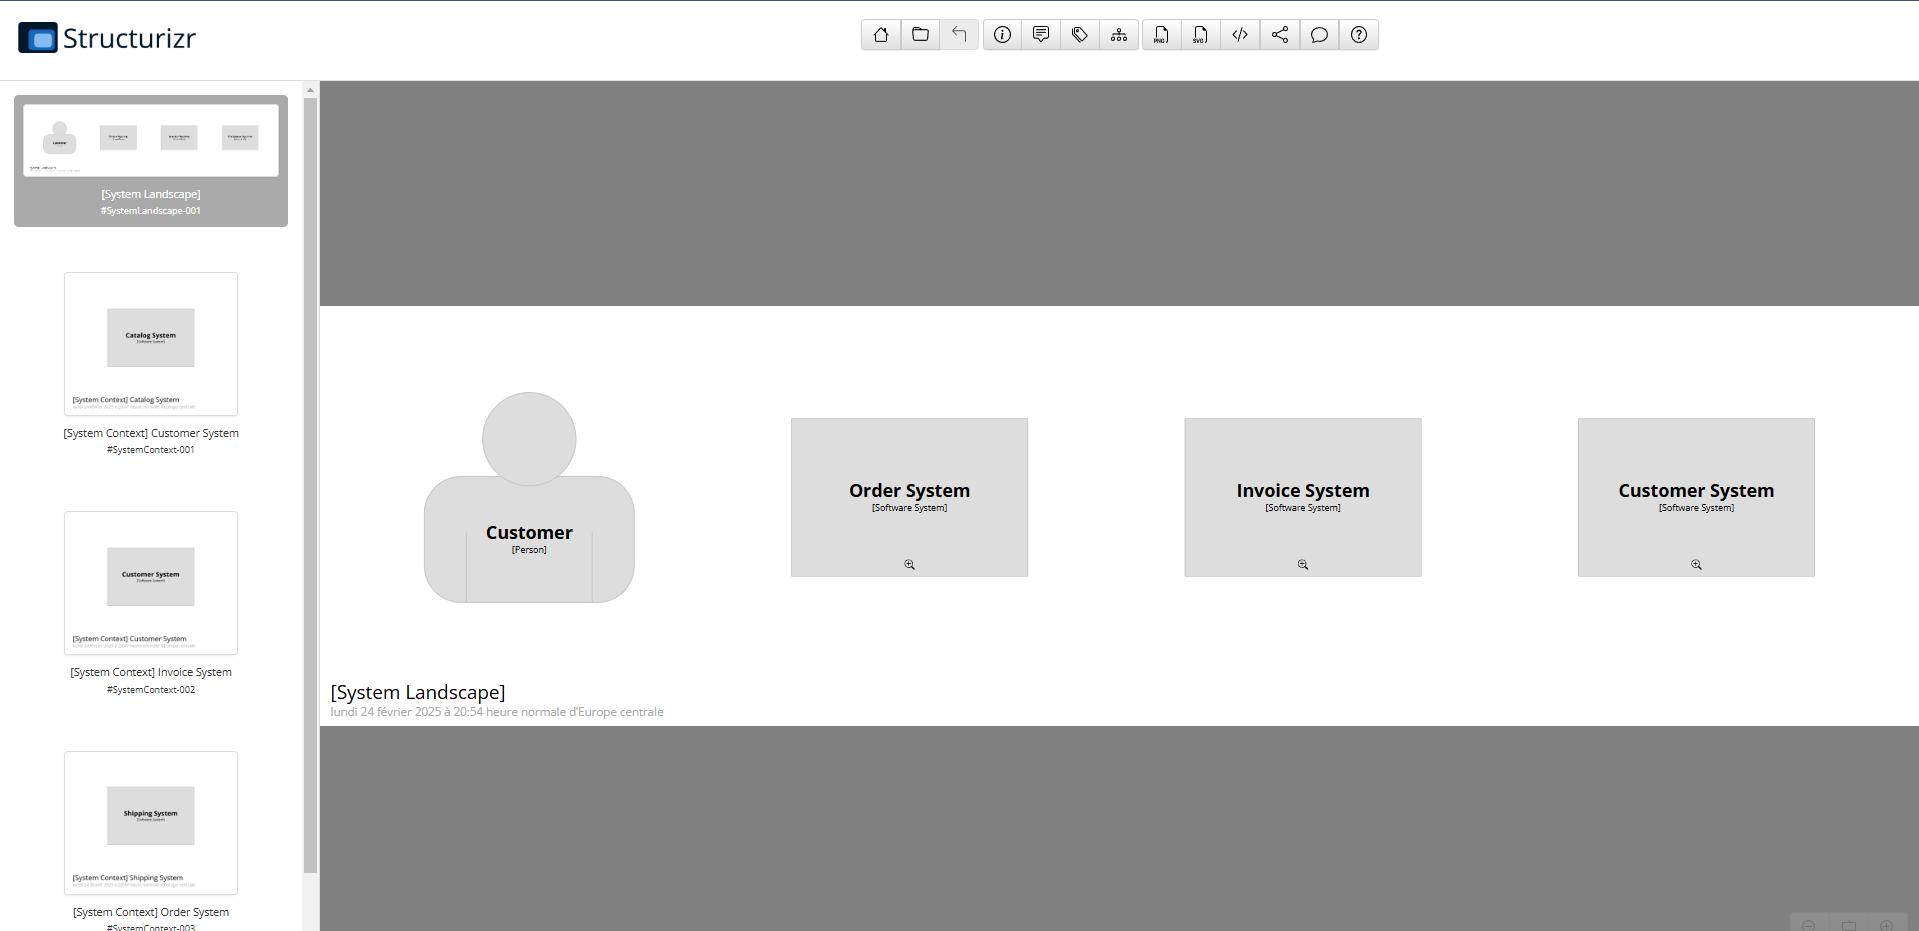 Structurizr
PNG
SVG
[System Landscape]
#SystemLandscape-001
Catalog System
[Software System]
[System Context] Catalog System
[System Context] Customer System
#SystemContext-001
Customer System
[Software System]
[System Context] Customer System
[System Context] Invoice System
#SystemContext-002
Shipping System
[Software System]
[System Context] Shipping System
[System Context] Order System
#SystemContext-003
Customer
[Person]
Order System
[Software System]
Invoice System
[Software System]
Customer System
[Software System]
[System Landscape]
lundi 24 février 2025 à 20:54 heure normale d’Europe centrale